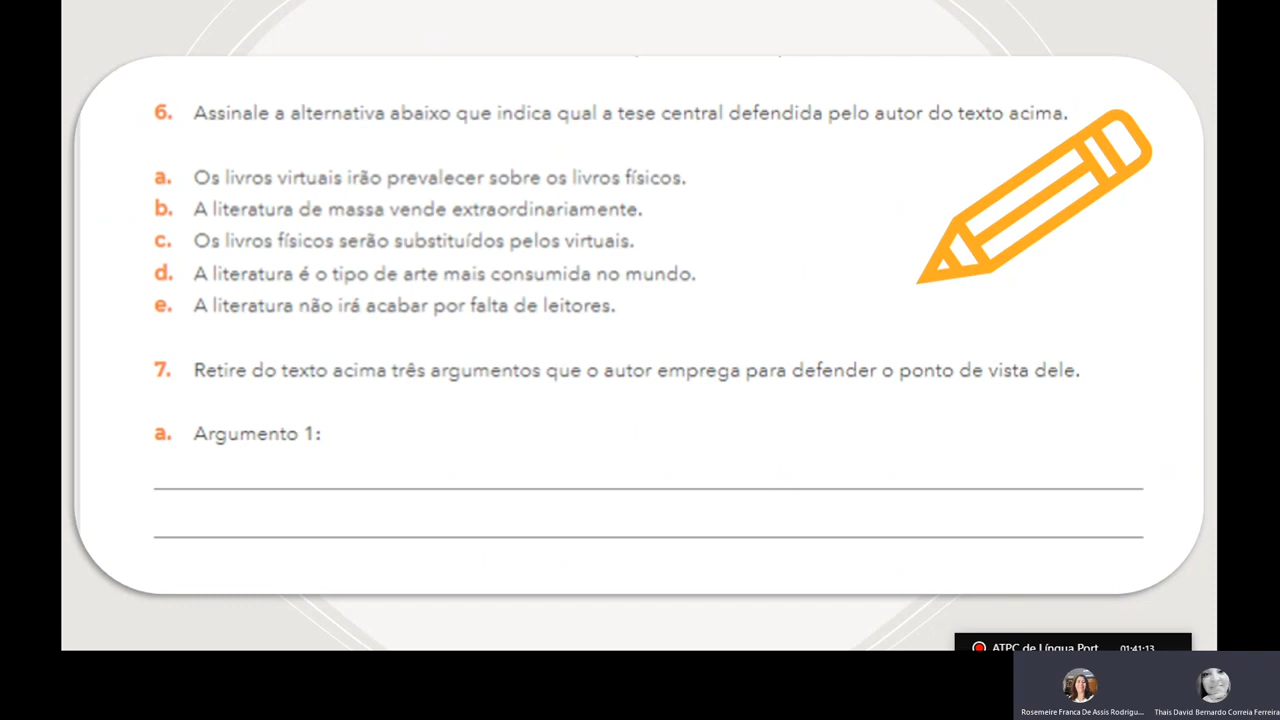 6. Assinale a alternativa abaixo que indica qual a tese central defendida pelo autor do texto acima.
a. Os livros virtuais irão prevalecer sobre os livros físicos.
b. A literatura de massa vende extraordinariamente.
c. Os livros físicos serão substituídos pelos virtuais.
d. A literatura é o tipo de arte mais consumida no mundo.
e. A literatura não irá acabar por falta de leitores.
7. Retire do texto acima três argumentos que o autor emprega para defender o ponto de vista dele.
a. Argumento 1:
ATPC de Língua Port 01:41:13
Rosemeire Franca De Assis Rodrigu... Thais David Bernardo Correia Ferreira